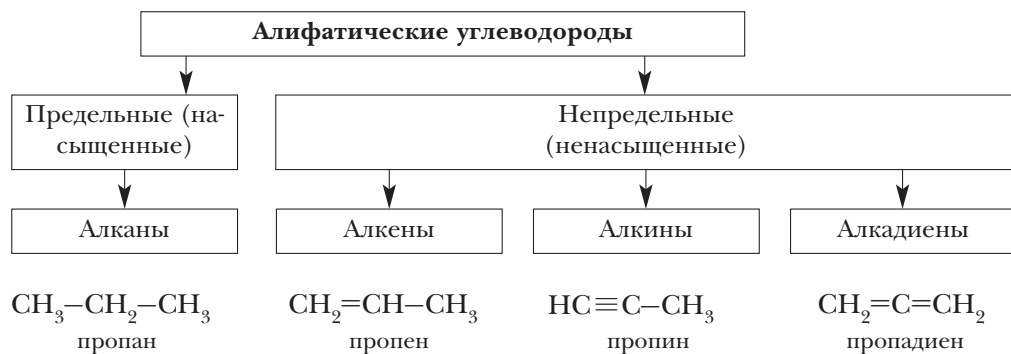 Алифатические углеводороды
Предельные (на-
сыщенные)
Непредельные
(ненасыщенные)
Алканы
Алкены
Алкины
Алкадиены
CH₃–CH₂–CH₃
CH₂=CH–CH₃
HC≡C–CH₃
CH₂=C=CH₂
пропан
пропен
пропин
пропадиен